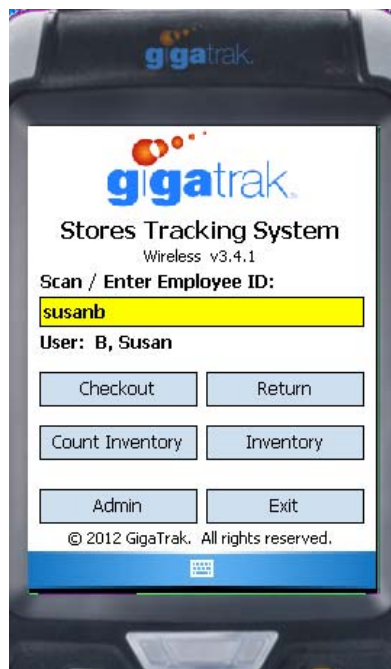 gigatrak.
gigatrak.
Stores Tracking System
Wireless v3.4.1
Scan / Enter Employee ID:
susanb
User: B, Susan
Checkout Return
Count Inventory Inventory
Admin Exit
© 2012 GigaTrak. All rights reserved.